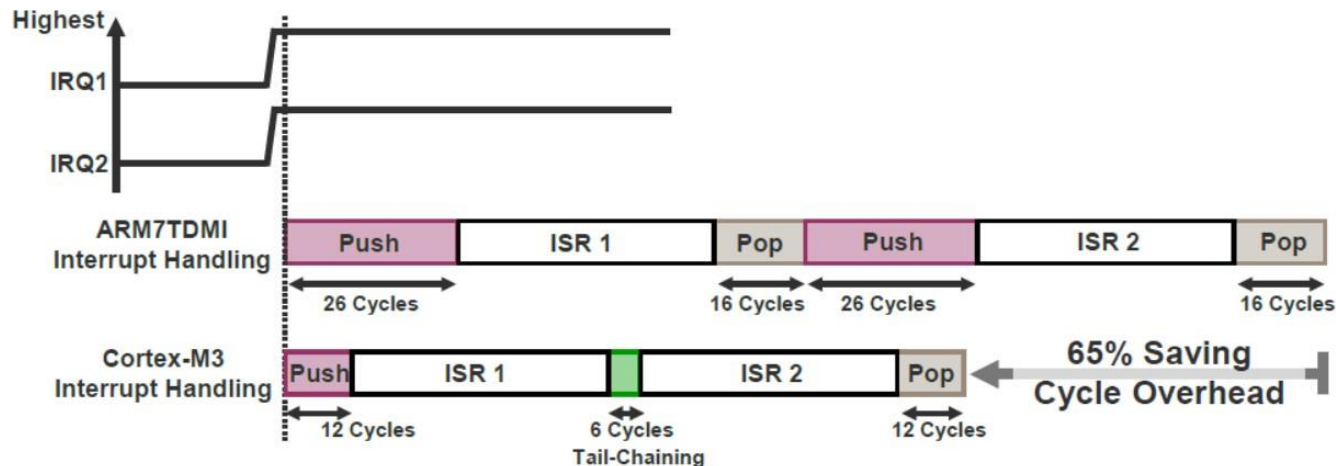 Highest
IRQ1
IRQ2
ARM7TDMI
Interrupt Handling
Push
ISR 1
Pop
Push
ISR 2
Pop
26 Cycles
16 Cycles
26 Cycles
16 Cycles
Cortex-M3
Interrupt Handling
Push
ISR 1
ISR 2
Pop
65% Saving
Cycle Overhead
12 Cycles
6 Cycles
Tail-Chaining
12 Cycles